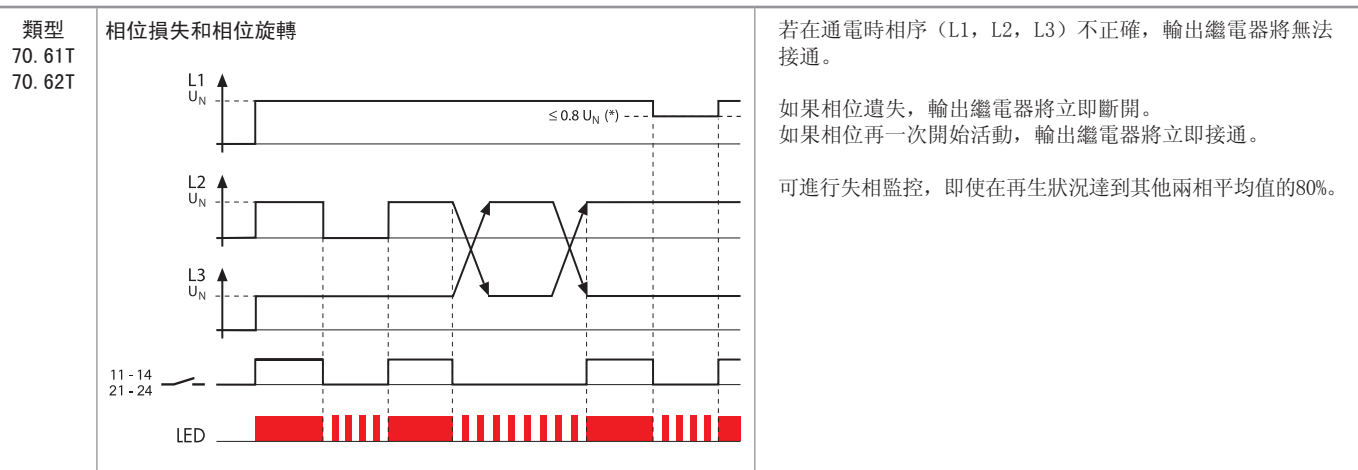 類型
70.61T
70.62T
相位損失和相位旋轉
L1
U_N
≤ 0.8 U_N (*)
L2
U_N
L3
U_N
11 - 14
21 - 24
LED
若在通電時相序（L1, L2, L3）不正確，輸出繼電器將無法
接通。
如果相位遺失，輸出繼電器將立即斷開。
如果相位再一次開始活動，輸出繼電器將立即接通。
可進行失相監控，即使在再生狀況達到其他兩相平均值的80%。